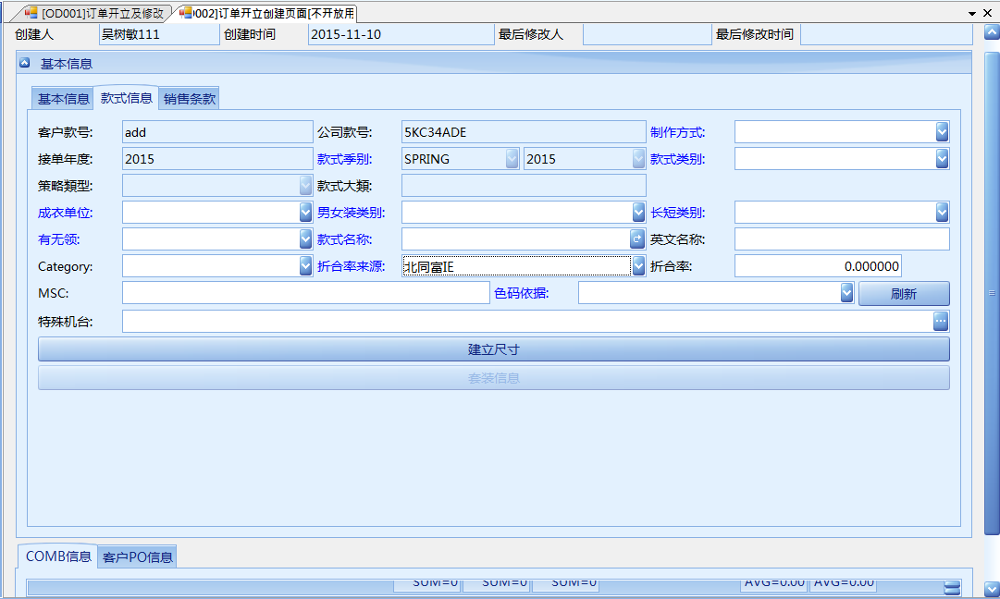 [OD001]订单开立及修改 002]订单开立创建页面[不开放用
创建人 吴树敏111 创建时间 2015-11-10 最后修改人 最后修改时间
基本信息
基本信息 款式信息 销售条款
客户款号: add 公司款号: 5KC34ADE 制作方式:
接单年度: 2015 款式季别: SPRING 2015 款式类别:
策略類型: 款式大類:
成衣单位: 男女装类别: 长短类别:
有无领: 款式名称: 英文名称:
Category: 折合率来源: 北同富IE 折合率: 0.000000
MSC: 色码依据: 刷新
特殊机台: ...
建立尺寸
套装信息
COMB信息 客户PO信息
SUM=0 SUM=0 SUM=0 AVG=0.00 AVG=0.00